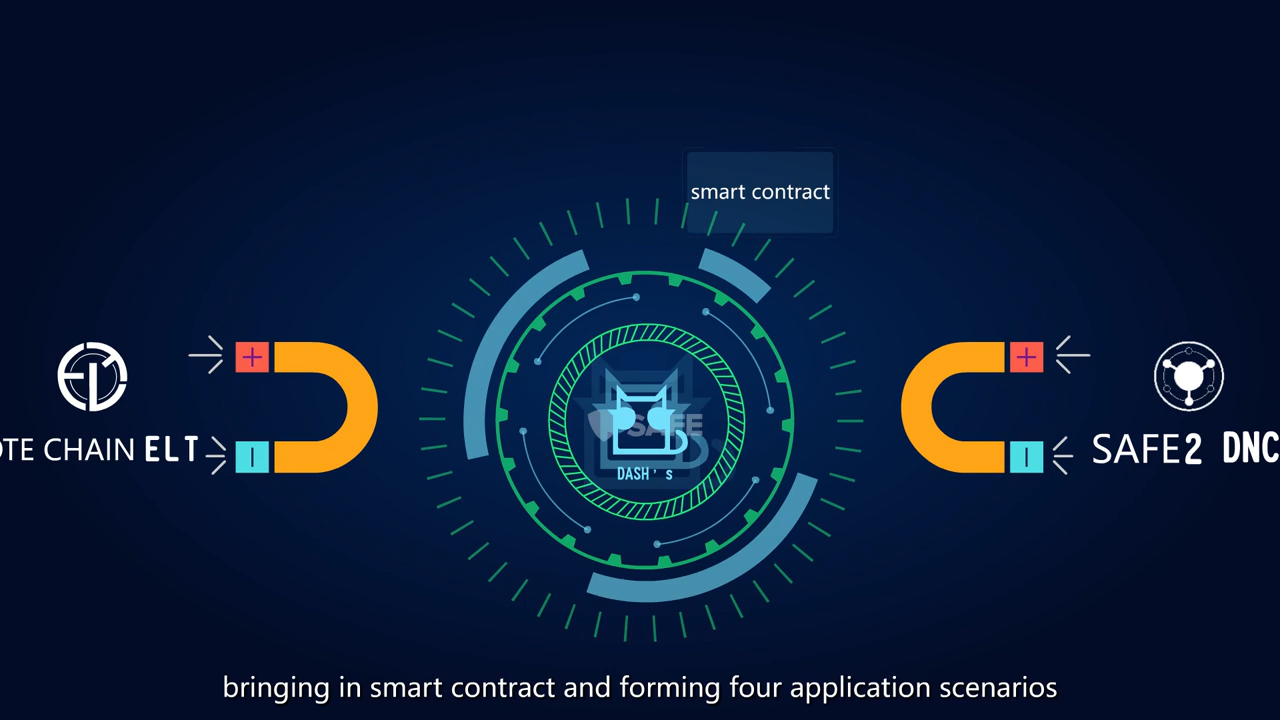 smart contract
SAFE
DASH's
OTE CHAIN ELT
SAFE2 DNC
bringing in smart contract and forming four application scenarios